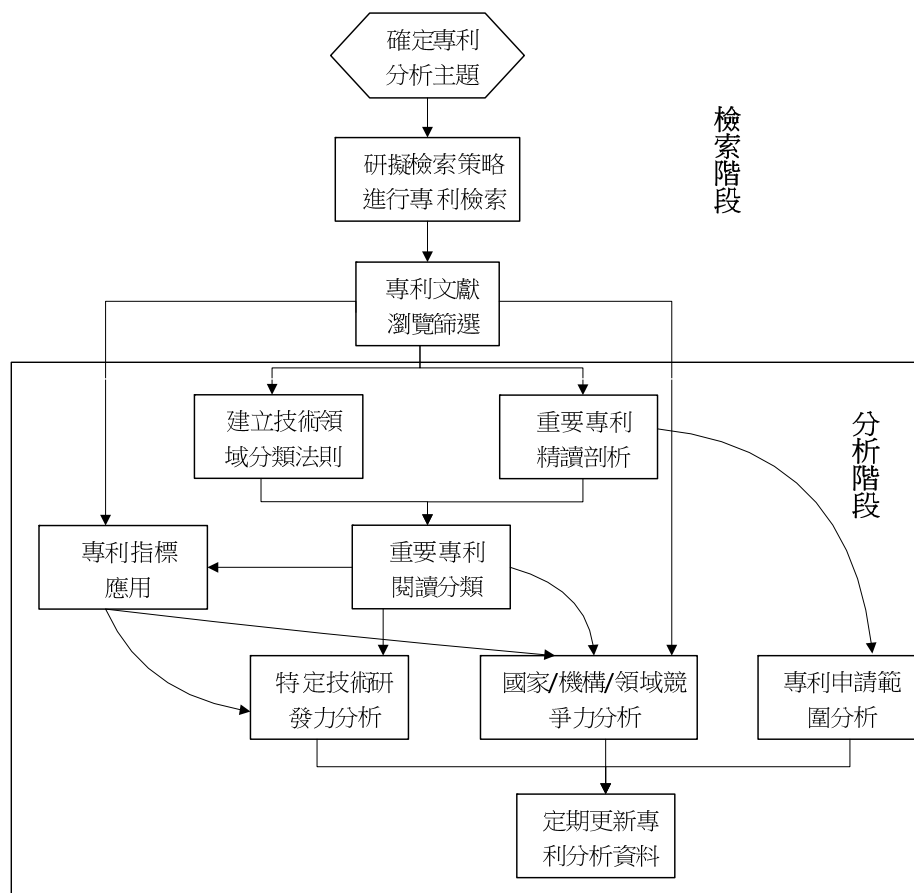 確定專利
分析主題
檢索階段
研擬檢索策略
進行專利檢索
專利文獻
瀏覽篩選
建立技術領
域分類法則
重要專利
精讀剖析
分析階段
專利指標
應用
重要專利
閱讀分類
特定技術研
發力分析
國家/機構/領域競
爭力分析
專利申請範
圍分析
定期更新專
利分析資料